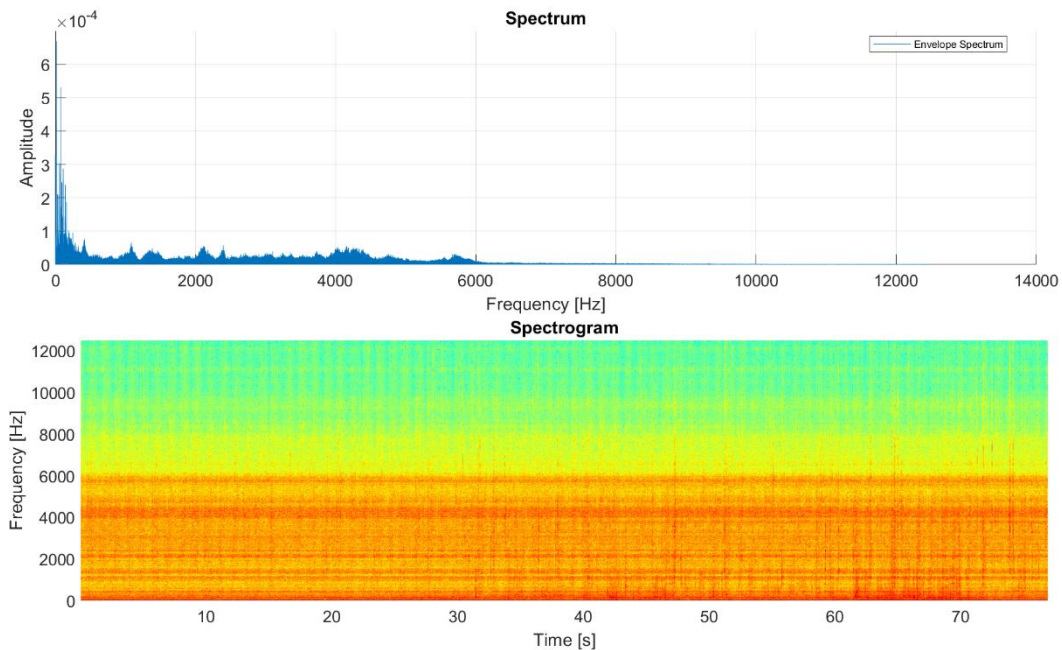 Spectrum
×10-4
Envelope Spectrum
6
5
4
3
2
1
0
Amplitude
0 2000 4000 6000 8000 10000 12000 14000
Frequency [Hz]
Spectrogram
12000
10000
8000
6000
4000
2000
0
Frequency [Hz]
10 20 30 40 50 60 70
Time [s]